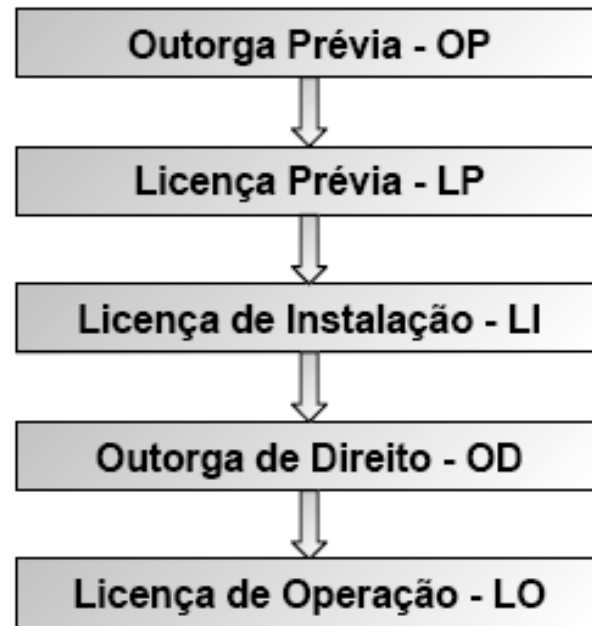 Outorga Prévia - OP
Licença Prévia - LP
Licença de Instalação - LI
Outorga de Direito - OD
Licença de Operação - LO